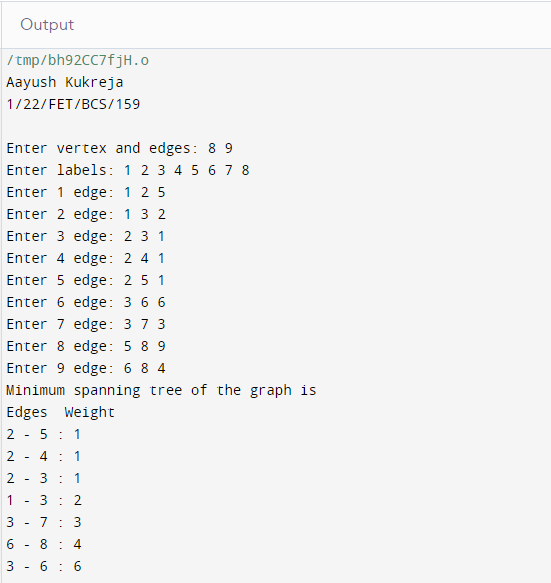 Output
/tmp/bh92CC7fjH.o
Aayush Kukreja
1/22/FET/BCS/159
Enter vertex and edges: 8 9
Enter labels: 1 2 3 4 5 6 7 8
Enter 1 edge: 1 2 5
Enter 2 edge: 1 3 2
Enter 3 edge: 2 3 1
Enter 4 edge: 2 4 1
Enter 5 edge: 2 5 1
Enter 6 edge: 3 6 6
Enter 7 edge: 3 7 3
Enter 8 edge: 5 8 9
Enter 9 edge: 6 8 4
Minimum spanning tree of the graph is
Edges  Weight
2 - 5 : 1
2 - 4 : 1
2 - 3 : 1
1 - 3 : 2
3 - 7 : 3
6 - 8 : 4
3 - 6 : 6